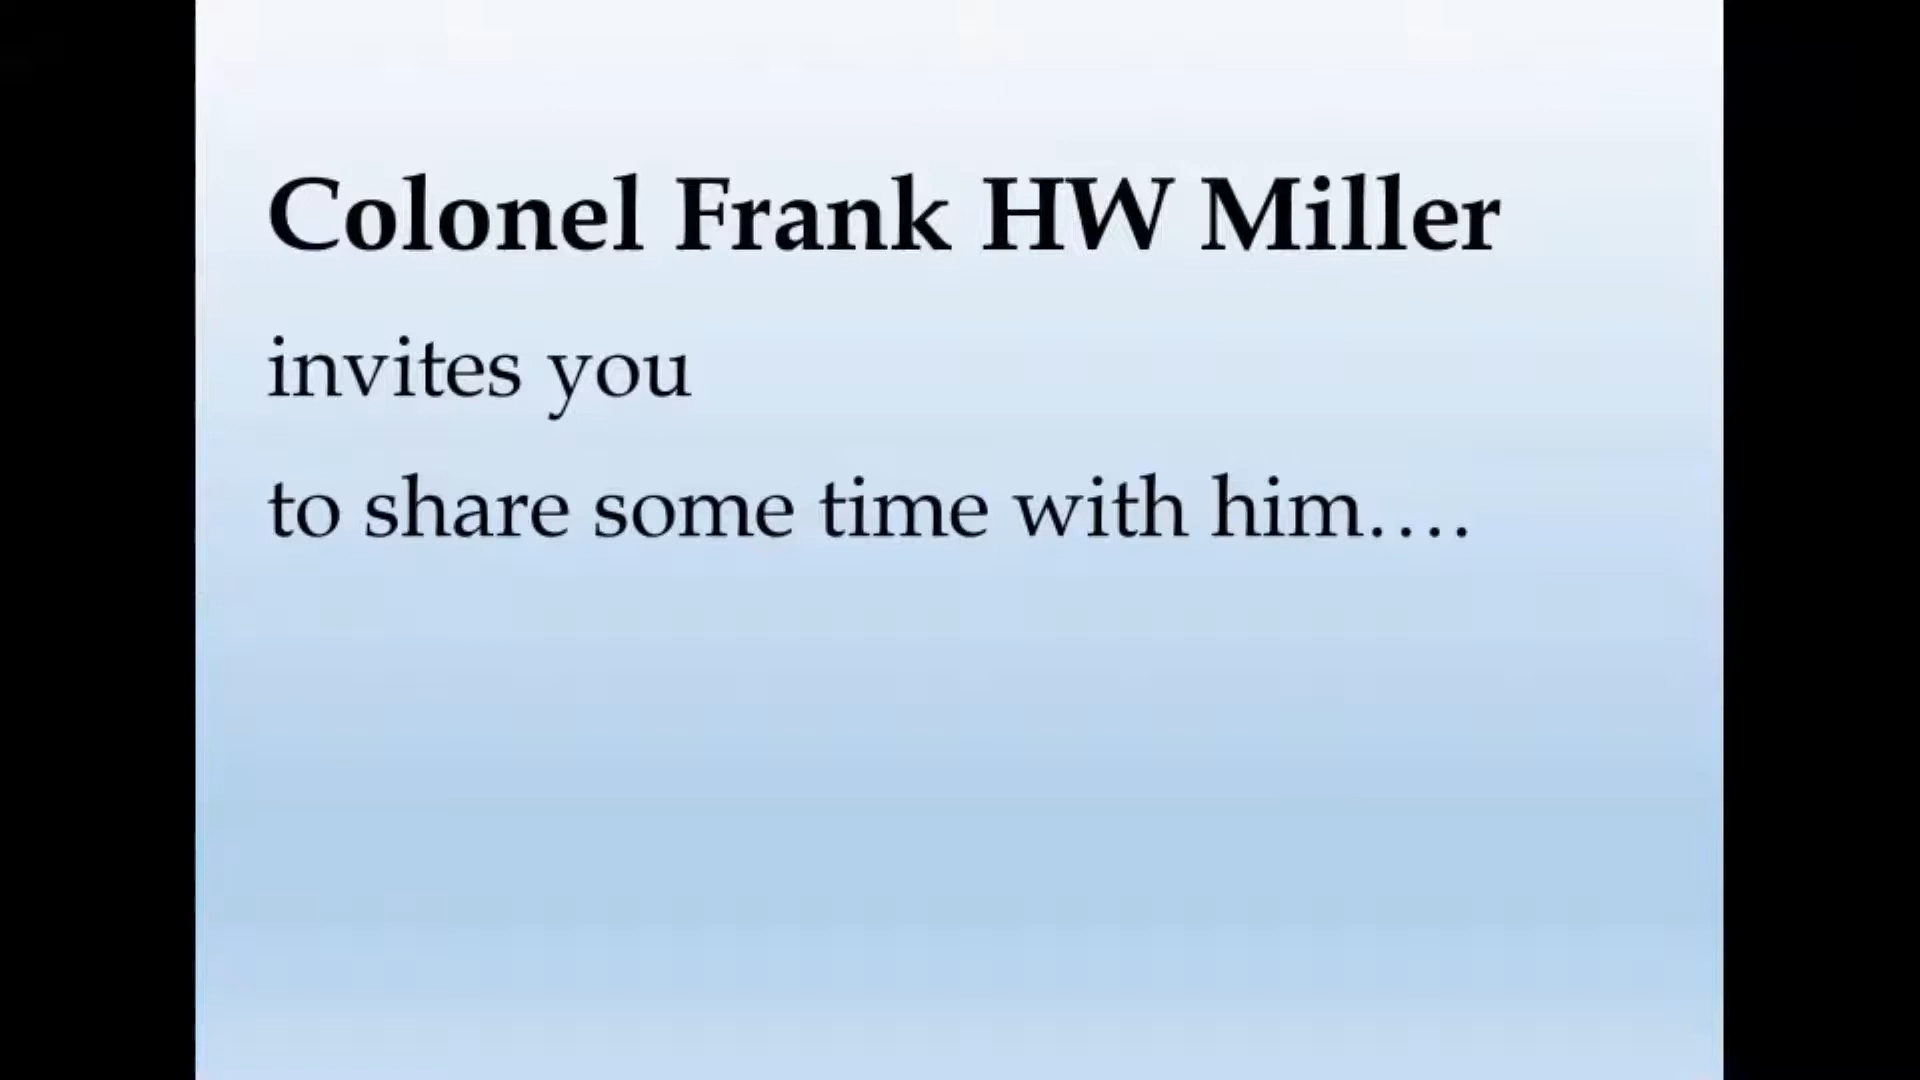 Colonel Frank HW Miller
invites you
to share some time with him....